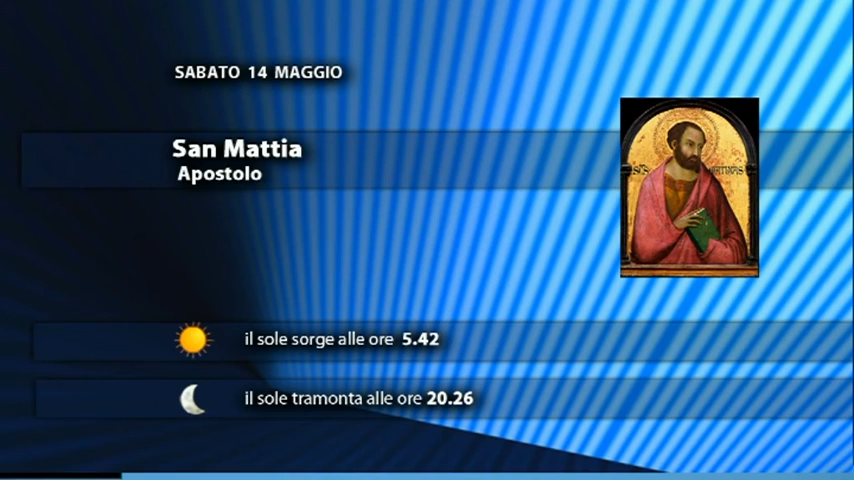 SABATO 14 MAGGIO
San Mattia
Apostolo
il sole sorge alle ore 5.42
il sole tramonta alle ore 20.26